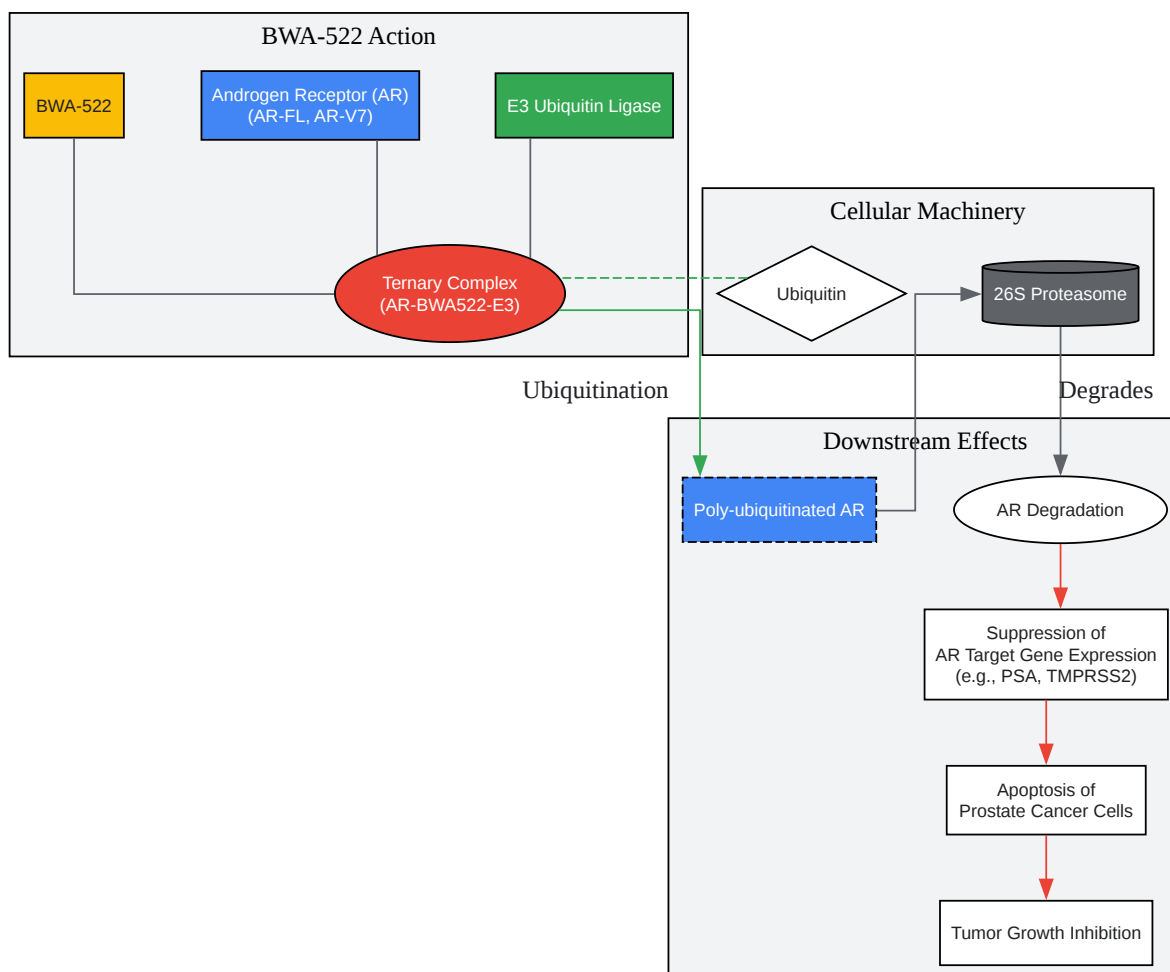 BWA-522 Action
BWA-522
Androgen Receptor (AR)
(AR-FL, AR-V7)
E3 Ubiquitin Ligase
Ternary Complex
(AR-BWA522-E3)
Cellular Machinery
Ubiquitin
26S Proteasome
Ubiquitination
Degrades
Downstream Effects
Poly-ubiquitinated AR
AR Degradation
Suppression of
AR Target Gene Expression
(e.g., PSA, TMPRSS2)
Apoptosis of
Prostate Cancer Cells
Tumor Growth Inhibition